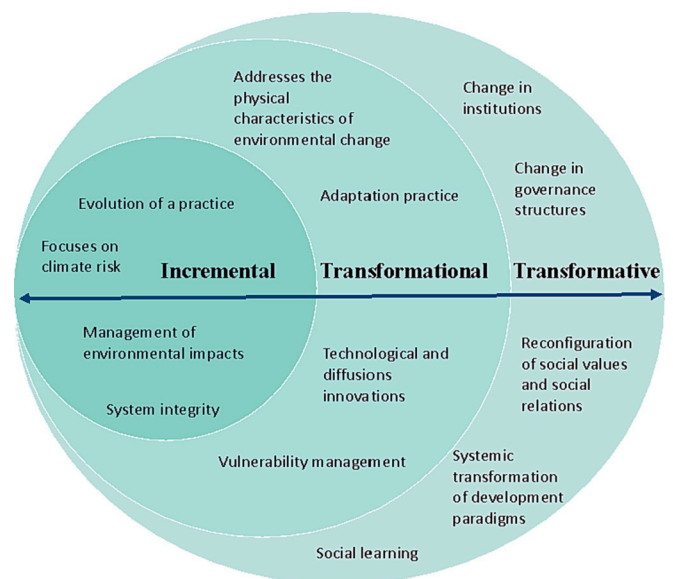 Addresses the
physical
characteristics of
environmental change
Change in
institutions
Evolution of a practice
Adaptation practice
Change in
governance
structures
Focuses on
climate risk
Incremental
Transformational
Transformative
Management of
environmental impacts
Technological and
diffusions
innovations
Reconfiguration
of social values
and social
relations
System integrity
Vulnerability management
Systemic
transformation
of development
paradigms
Social learning